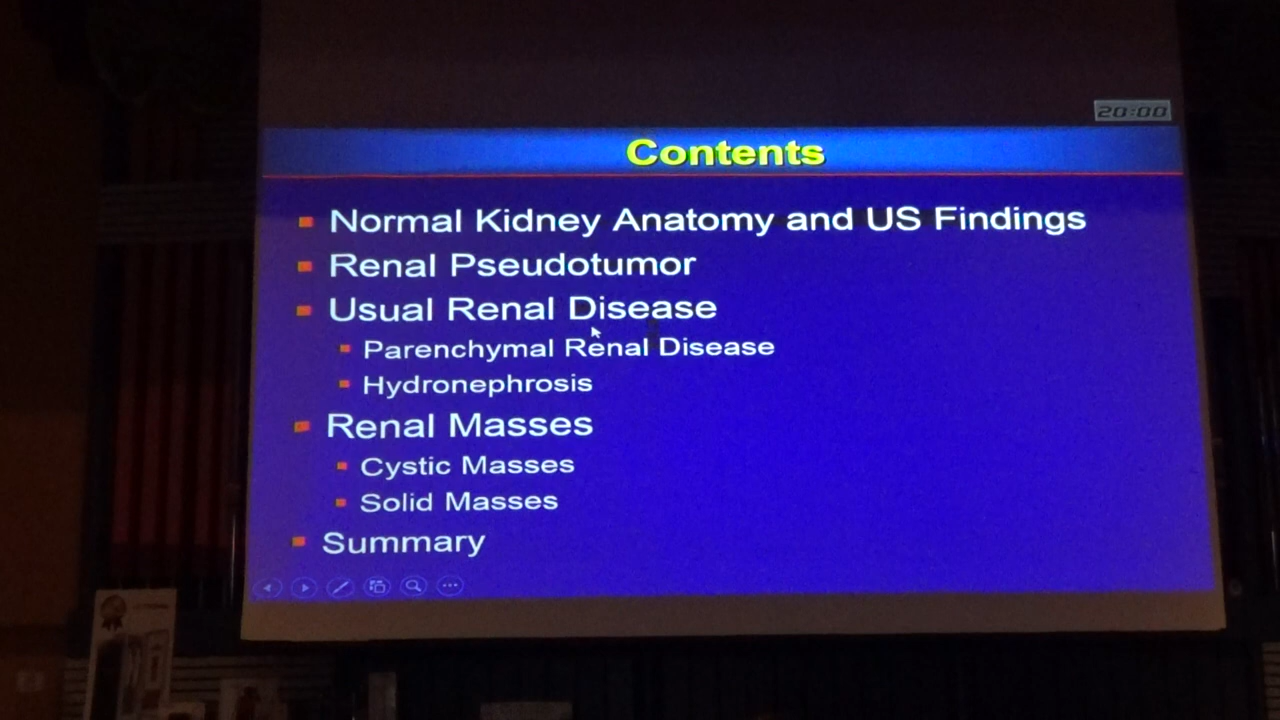 20:00
Contents
Normal Kidney Anatomy and US Findings
Renal Pseudotumor
Usual Renal Disease
Parenchymal Renal Disease
Hydronephrosis
Renal Masses
Cystic Masses
Solid Masses
Summary